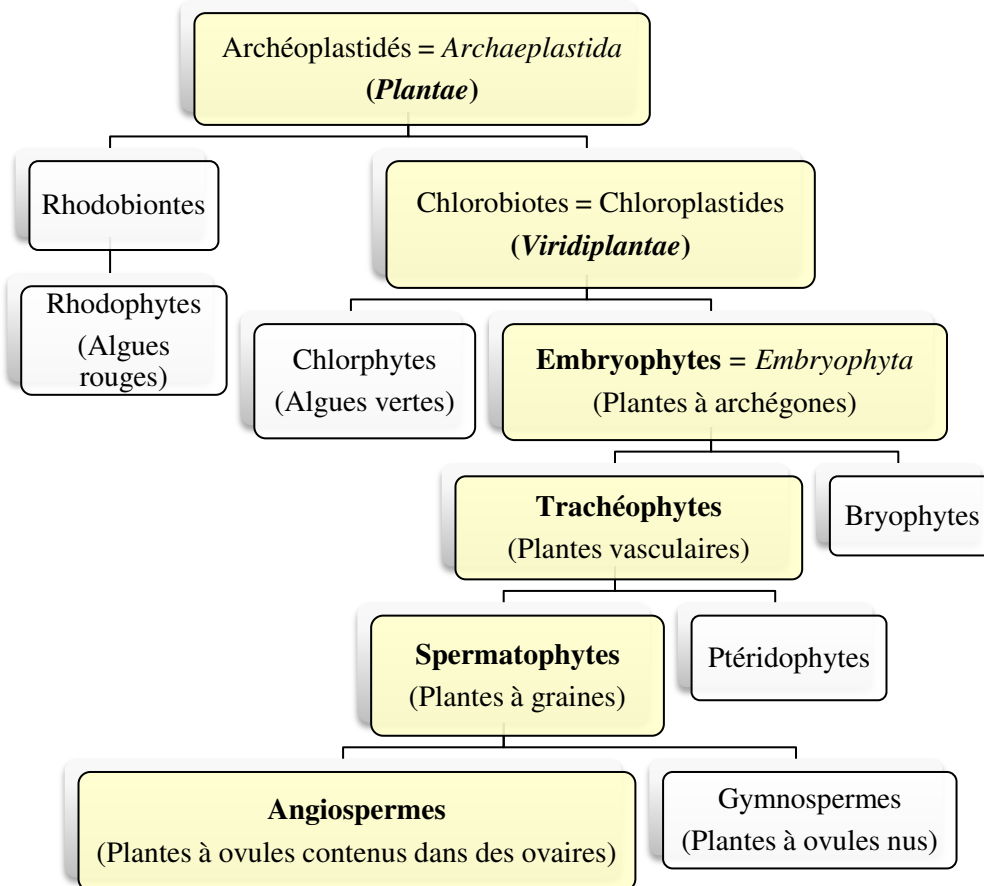 Archéoplastidés = Archaeplastida
(Plantae)
Rhodobiontes
Chlorobiotes = Chloroplastides
(Viridiplantae)
Rhodophytes
(Algues
rouges)
Chlorphytes
(Algues vertes)
Embryophytes = Embryophyta
(Plantes à archégones)
Trachéophytes
(Plantes vasculaires)
Bryophytes
Spermatophytes
(Plantes à graines)
Ptéridophytes
Angiospermes
(Plantes à ovules contenus dans des ovaires)
Gymnospermes
(Plantes à ovules nus)